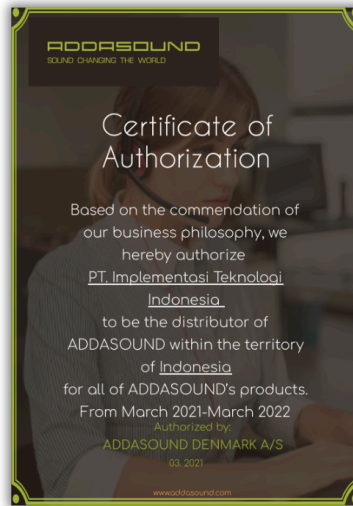 ADDASOUND
SOUND CHANGING THE WORLD
Certificate of
Authorization
Based on the commendation of
our business philosophy, we
hereby authorize
PT. Implementasi Teknologi
Indonesia
to be the distributor of
ADDASOUND within the territory
of Indonesia
for all of ADDASOUND's products.
From March 2021-March 2022
Authorized by:
ADDASOUND DENMARK A/S
03. 2021
www.addasound.com